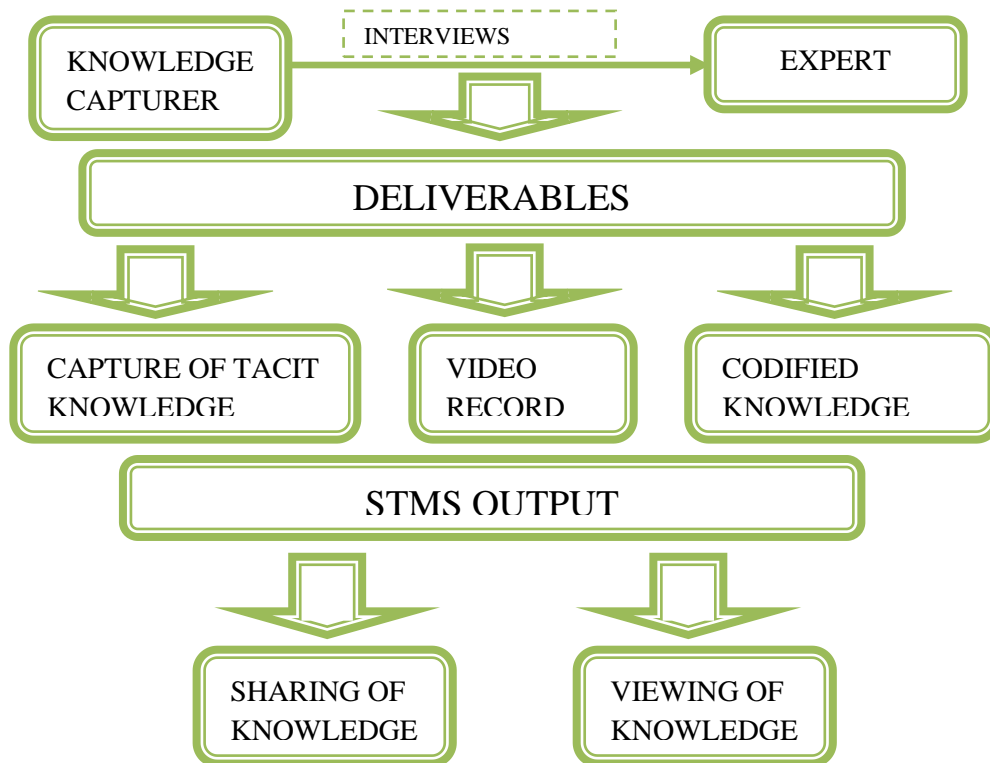 INTERVIEWS
KNOWLEDGE
CAPTURER
EXPERT
DELIVERABLES
CAPTURE OF TACIT
KNOWLEDGE
VIDEO
RECORD
CODIFIED
KNOWLEDGE
STMS OUTPUT
SHARING OF
KNOWLEDGE
VIEWING OF
KNOWLEDGE